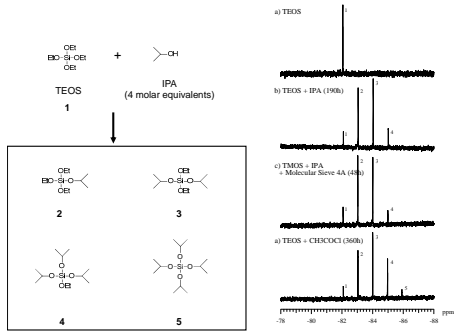 OEt
EtO-Si-OEt
OEt
+
OH
TEOS
IPA
(4 molar equivalents)
1
OEt
EtO-Si-O
OEt
2
OEt
O-Si-O
OEt
3
O
O-Si-O
OEt
4
O
O-Si-O
O
5
a) TEOS
1
b) TEOS + IPA (190h)
1
2
3
4
c) TMOS + IPA
+ Molecular Sieve 4A (48h)
1
2
3
4
a) TEOS + CH3COCl (360h)
1
2
3
4
5
-78 -80 -82 -84 -86 -88 ppm